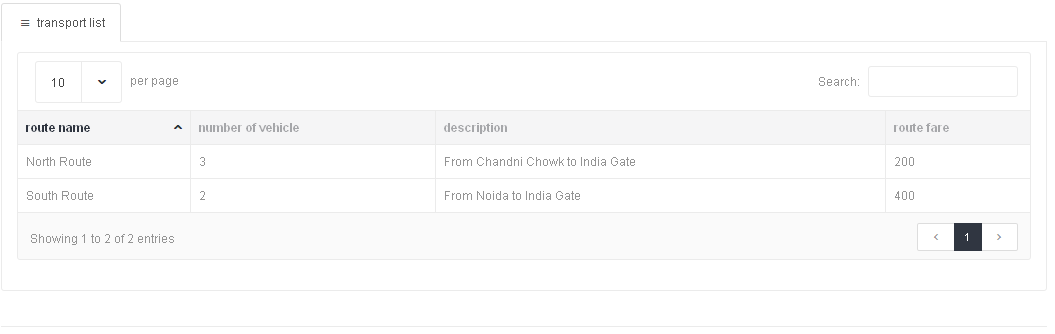 transport list
10 per page Search:
route name number of vehicle description route fare
North Route 3 From Chandni Chowk to India Gate 200
South Route 2 From Noida to India Gate 400
Showing 1 to 2 of 2 entries 1